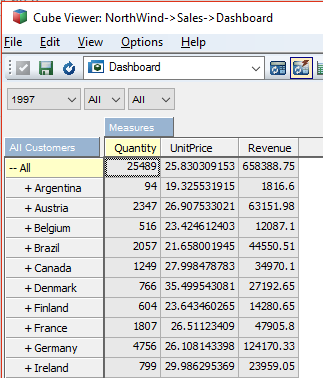 Cube Viewer: NorthWind->Sales->Dashboard
File Edit View Options Help
Dashboard
1997 All All
Measures
All Customers Quantity UnitPrice Revenue
-- All 25489 25.830309153 658388.75
+ Argentina 94 19.325531915 1816.6
+ Austria 2347 26.907533021 63151.98
+ Belgium 516 23.424612403 12087.1
+ Brazil 2057 21.658001945 44550.51
+ Canada 1249 27.998478783 34970.1
+ Denmark 766 35.499543081 27192.65
+ Finland 604 23.643460265 14280.65
+ France 1807 26.51123409 47905.8
+ Germany 4756 26.108143398 124170.33
+ Ireland 799 29.986295369 23959.05